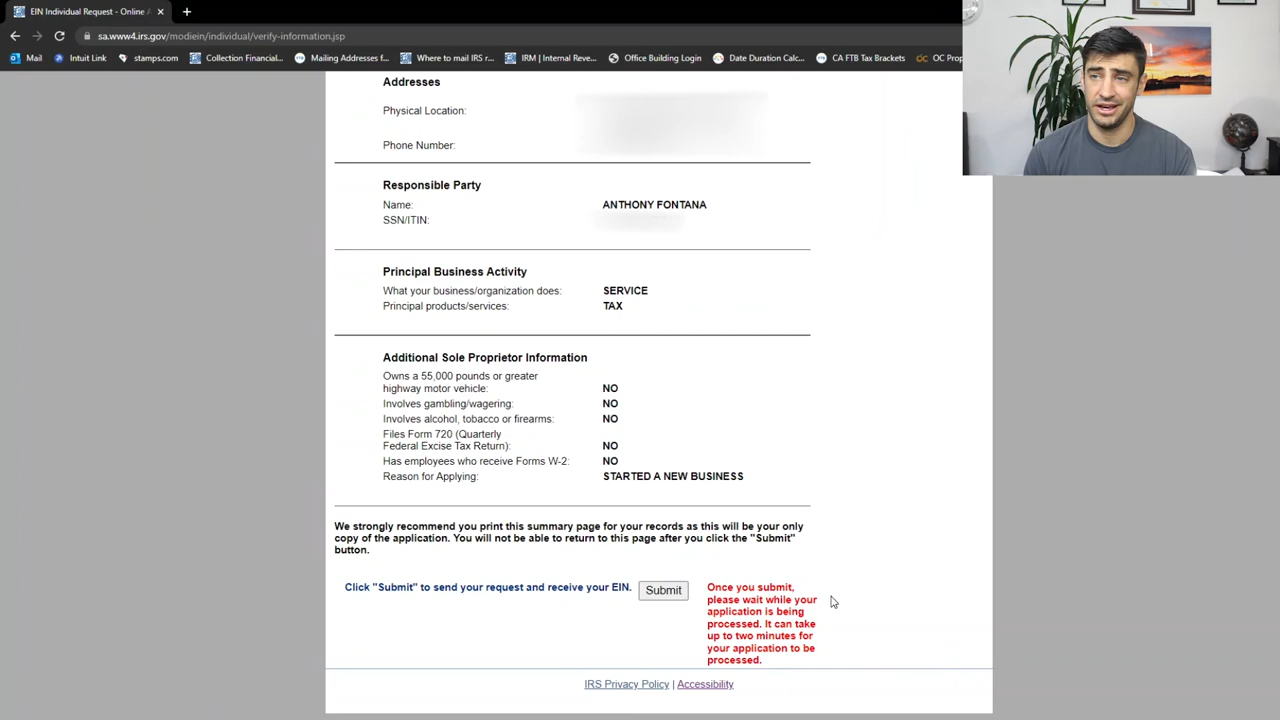 EIN Individual Request - Online A
sa.www4.irs.gov/modiein/individual/verify-information.jsp
Mail
Intuit Link
stamps.com
Collection Financial...
Mailing Addresses f...
Where to mail IRS r...
IRM | Internal Reve...
Office Building Login
Date Duration Calc...
CA FTB Tax Brackets
OC Prop
Addresses
Physical Location:
Phone Number:
Responsible Party
Name: ANTHONY FONTANA
SSN/ITIN:
Principal Business Activity
What your business/organization does: SERVICE
Principal products/services: TAX
Additional Sole Proprietor Information
Owns a 55,000 pounds or greater
highway motor vehicle: NO
Involves gambling/wagering: NO
Involves alcohol, tobacco or firearms: NO
Files Form 720 (Quarterly
Federal Excise Tax Return): NO
Has employees who receive Forms W-2: NO
Reason for Applying: STARTED A NEW BUSINESS
We strongly recommend you print this summary page for your records as this will be your only
copy of the application. You will not be able to return to this page after you click the "Submit"
button.
Click "Submit" to send your request and receive your EIN.
Submit
Once you submit,
please wait while your
application is being
processed. It can take
up to two minutes for
your application to be
processed.
IRS Privacy Policy | Accessibility